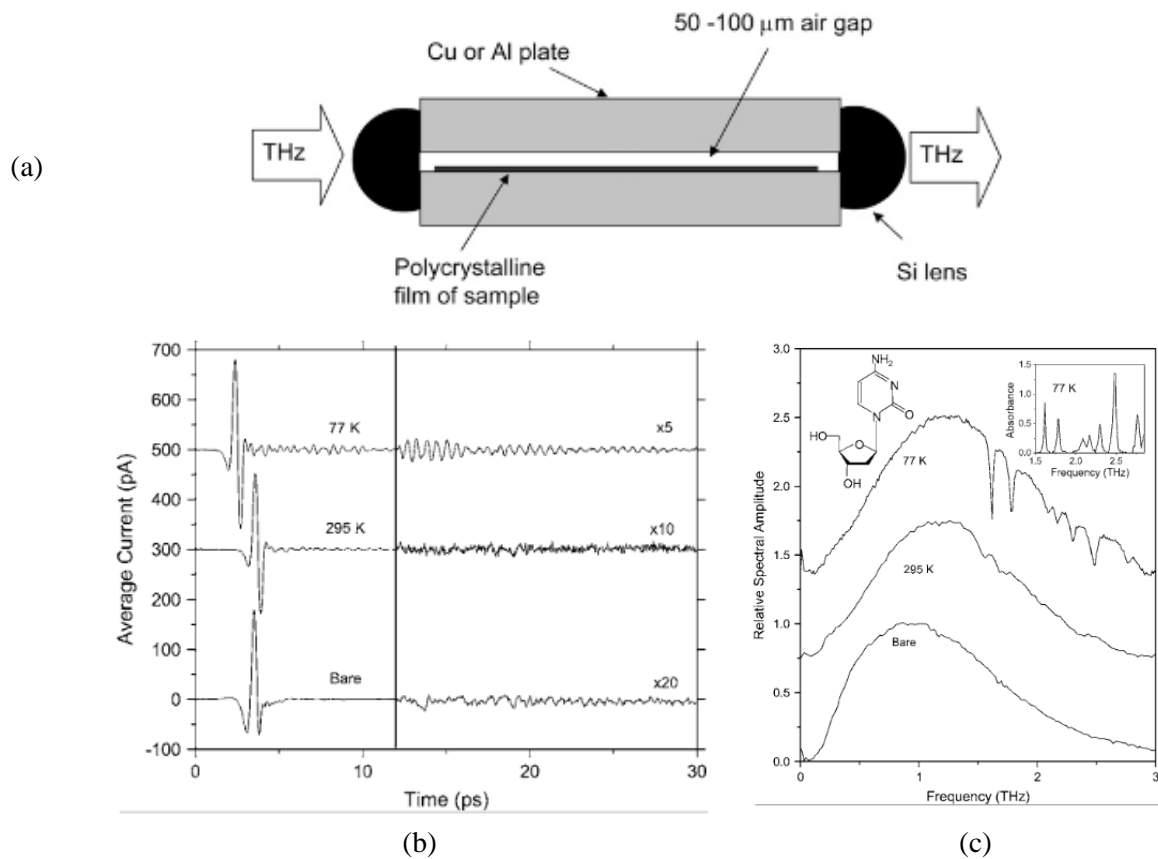 50 -100 μm air gap
Cu or Al plate
(a)
THz
THz
Polycrystalline
film of sample
Si lens
Average Current (pA)
700
600
500
400
300
200
100
0
-100
77 K
x5
295 K
x10
Bare
x20
0
5
10
15
20
25
30
Time (ps)
(b)
Relative Spectral Amplitude
3.0
2.5
2.0
1.5
1.0
0.5
0.0
NH₂
N
N
O
HO
O
OH
77 K
295 K
Bare
Absorbance
1.5
1.0
0.5
0.0
77 K
1.5
2.0
2.5
Frequency (THz)
0
1
2
3
Frequency (THz)
(c)